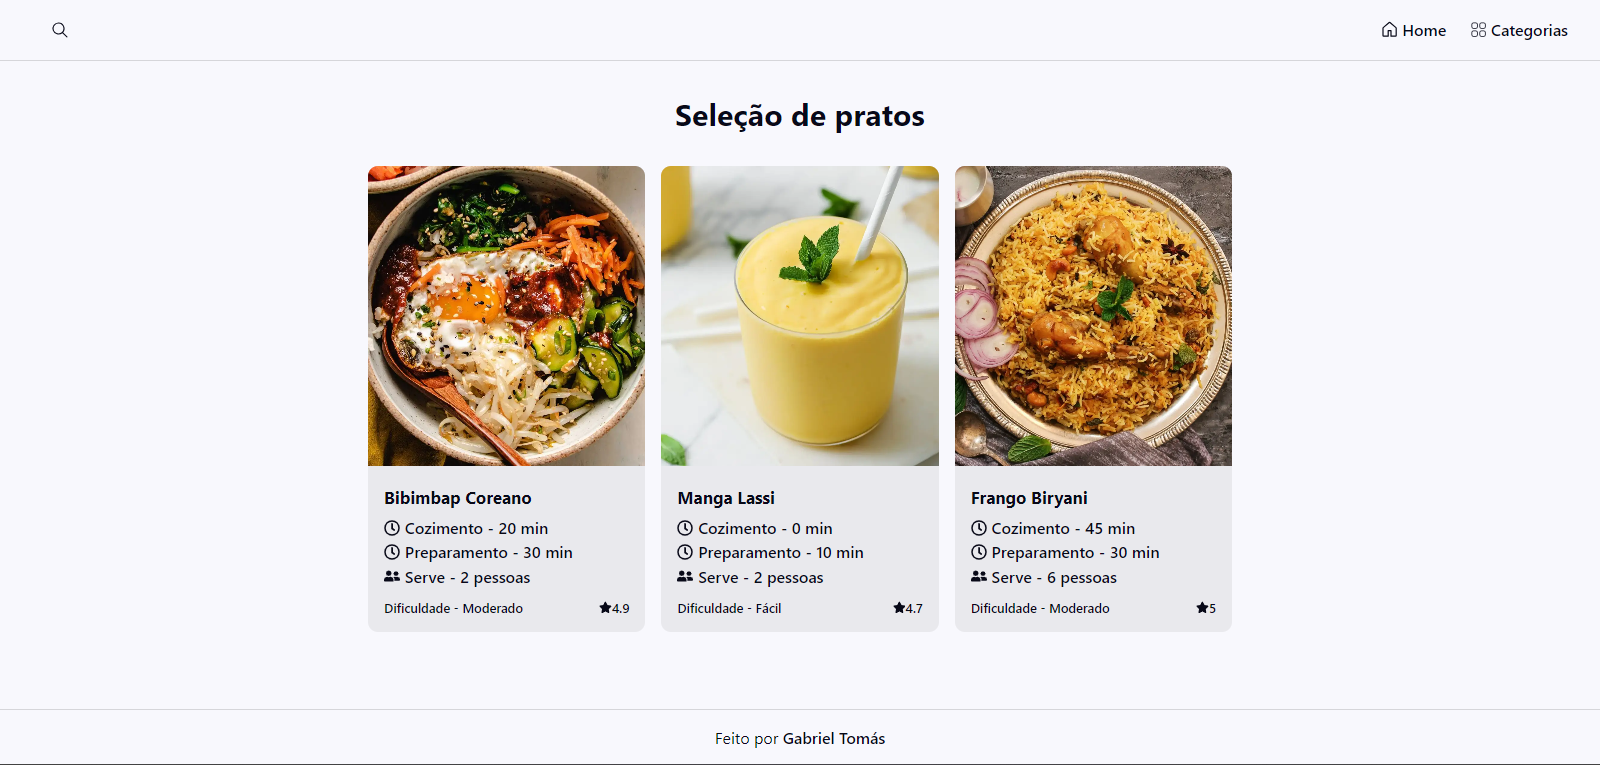 Home Categorias
Seleção de pratos
Bibimbap Coreano
Cozimento - 20 min
Preparamento - 30 min
Serve - 2 pessoas
Dificuldade - Moderado 4.9
Manga Lassi
Cozimento - 0 min
Preparamento - 10 min
Serve - 2 pessoas
Dificuldade - Fácil 4.7
Frango Biryani
Cozimento - 45 min
Preparamento - 30 min
Serve - 6 pessoas
Dificuldade - Moderado 5
Feito por Gabriel Tomás